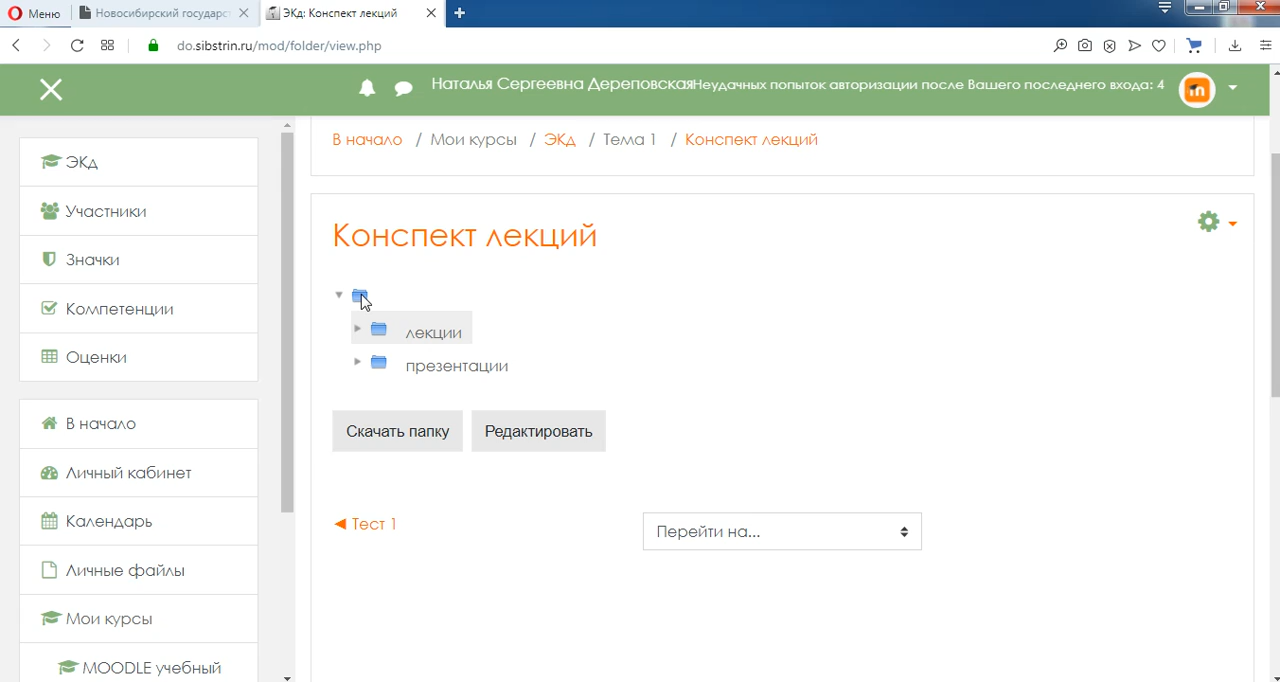 Меню
Новосибирский государст
ЭКд: Конспект лекций
do.sibstrin.ru/mod/folder/view.php
Наталья Сергеевна Дереповская
Неудачных попыток авторизации после Вашего последнего входа: 4
В начало / Мои курсы / ЭКд / Тема 1 / Конспект лекций
ЭКд
Участники
Значки
Компетенции
Оценки
В начало
Личный кабинет
Календарь
Личные файлы
Мои курсы
MOODLE учебный
Конспект лекций
лекции
презентации
Скачать папку
Редактировать
◄ Тест 1
Перейти на...